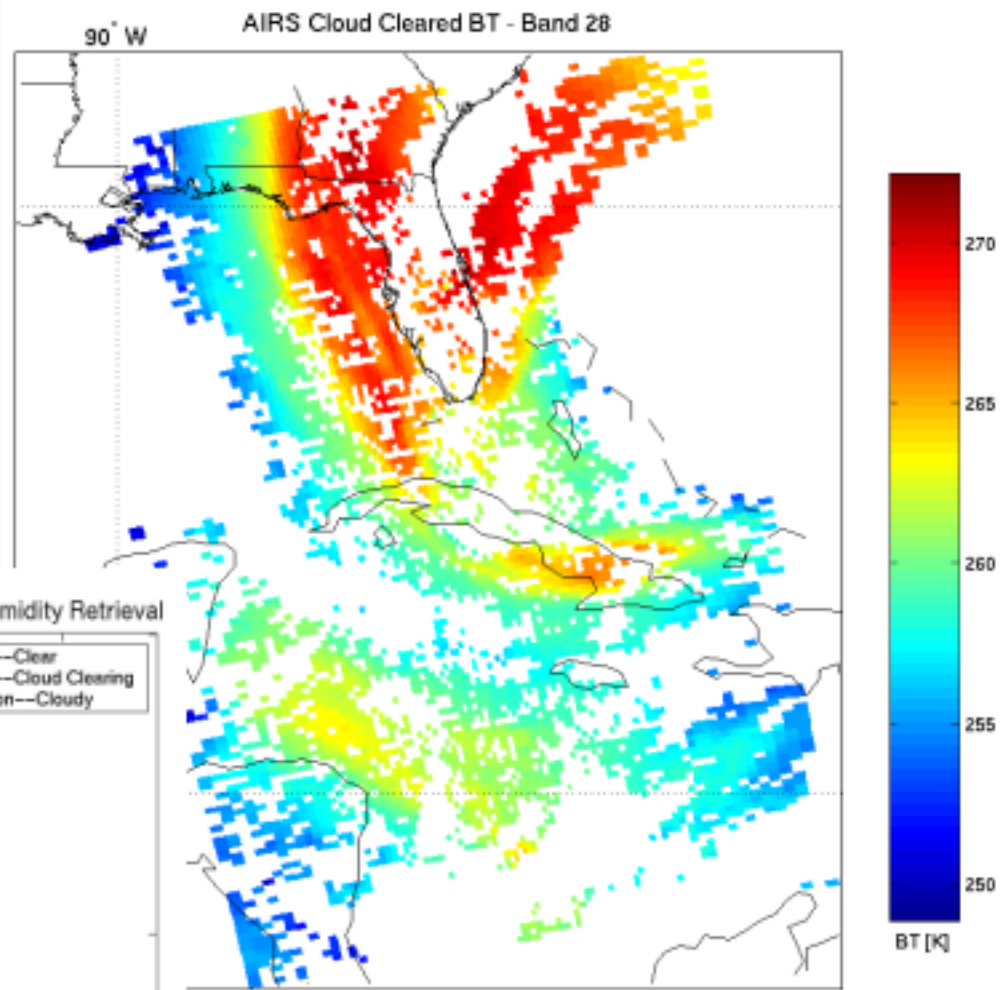 AIRS Cloud Cleared BT - Band 28
90° W
270
265
260
255
250
BT [K]
midity Retrieval
--Clear
--Cloud Clearing
on--Cloudy